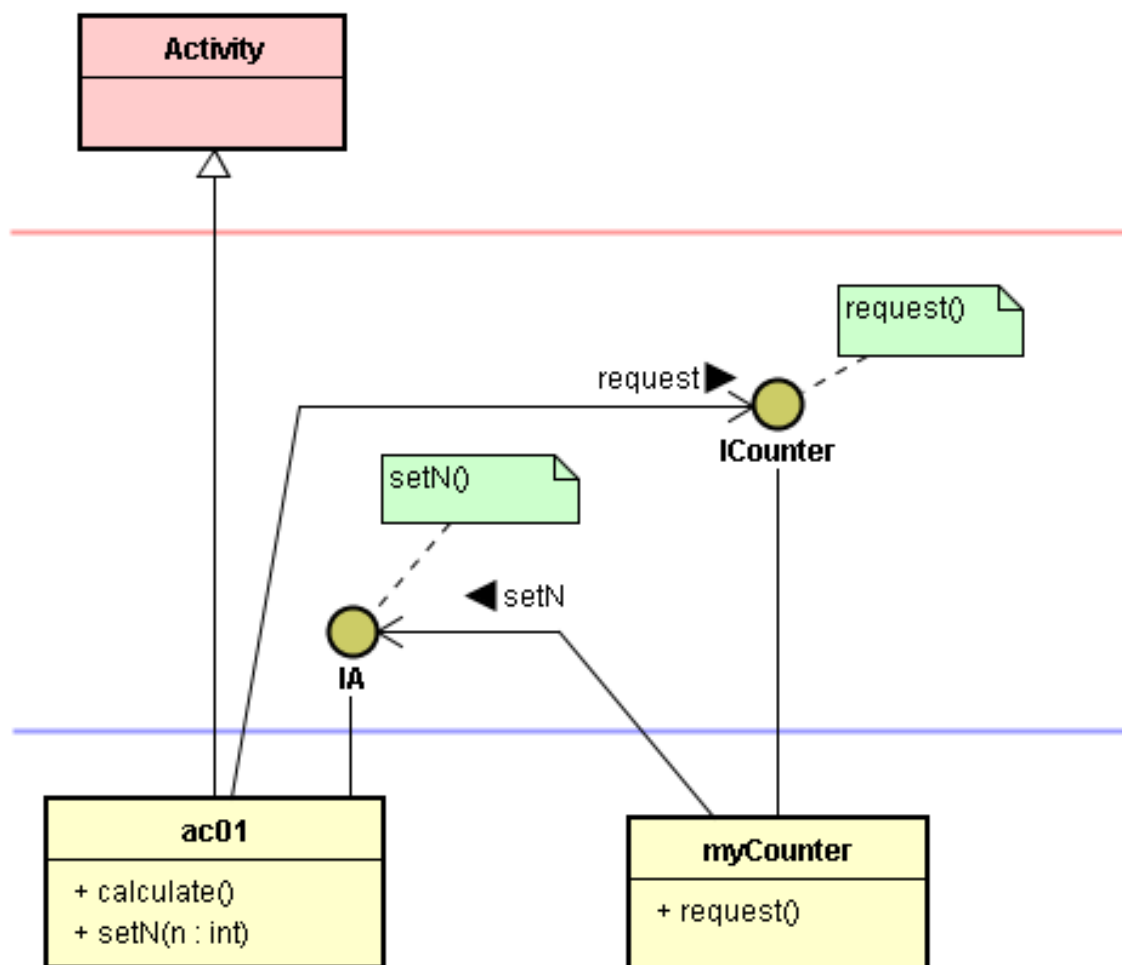 Activity
request()
request
ICounter
setN()
setN
IA
ac01
+ calculate()
+ setN(n : int)
myCounter
+ request()